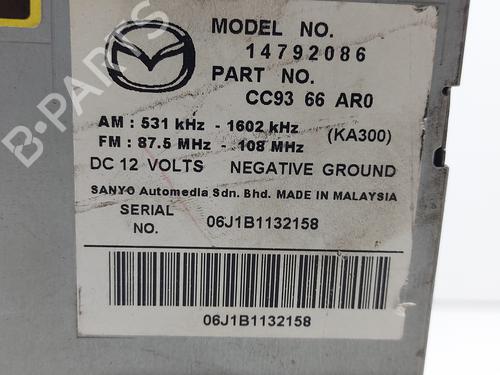 MODEL NO.
14792086
PART NO.
CC93 66 AR0
AM : 531 kHz - 1602 kHz (KA300)
FM : 87.5 MHz - 108 MHz
DC 12 VOLTS NEGATIVE GROUND
SANYO Automedia Sdn. Bhd. MADE IN MALAYSIA
SERIAL NO. 06J1B1132158
06J1B1132158
B-PARTS